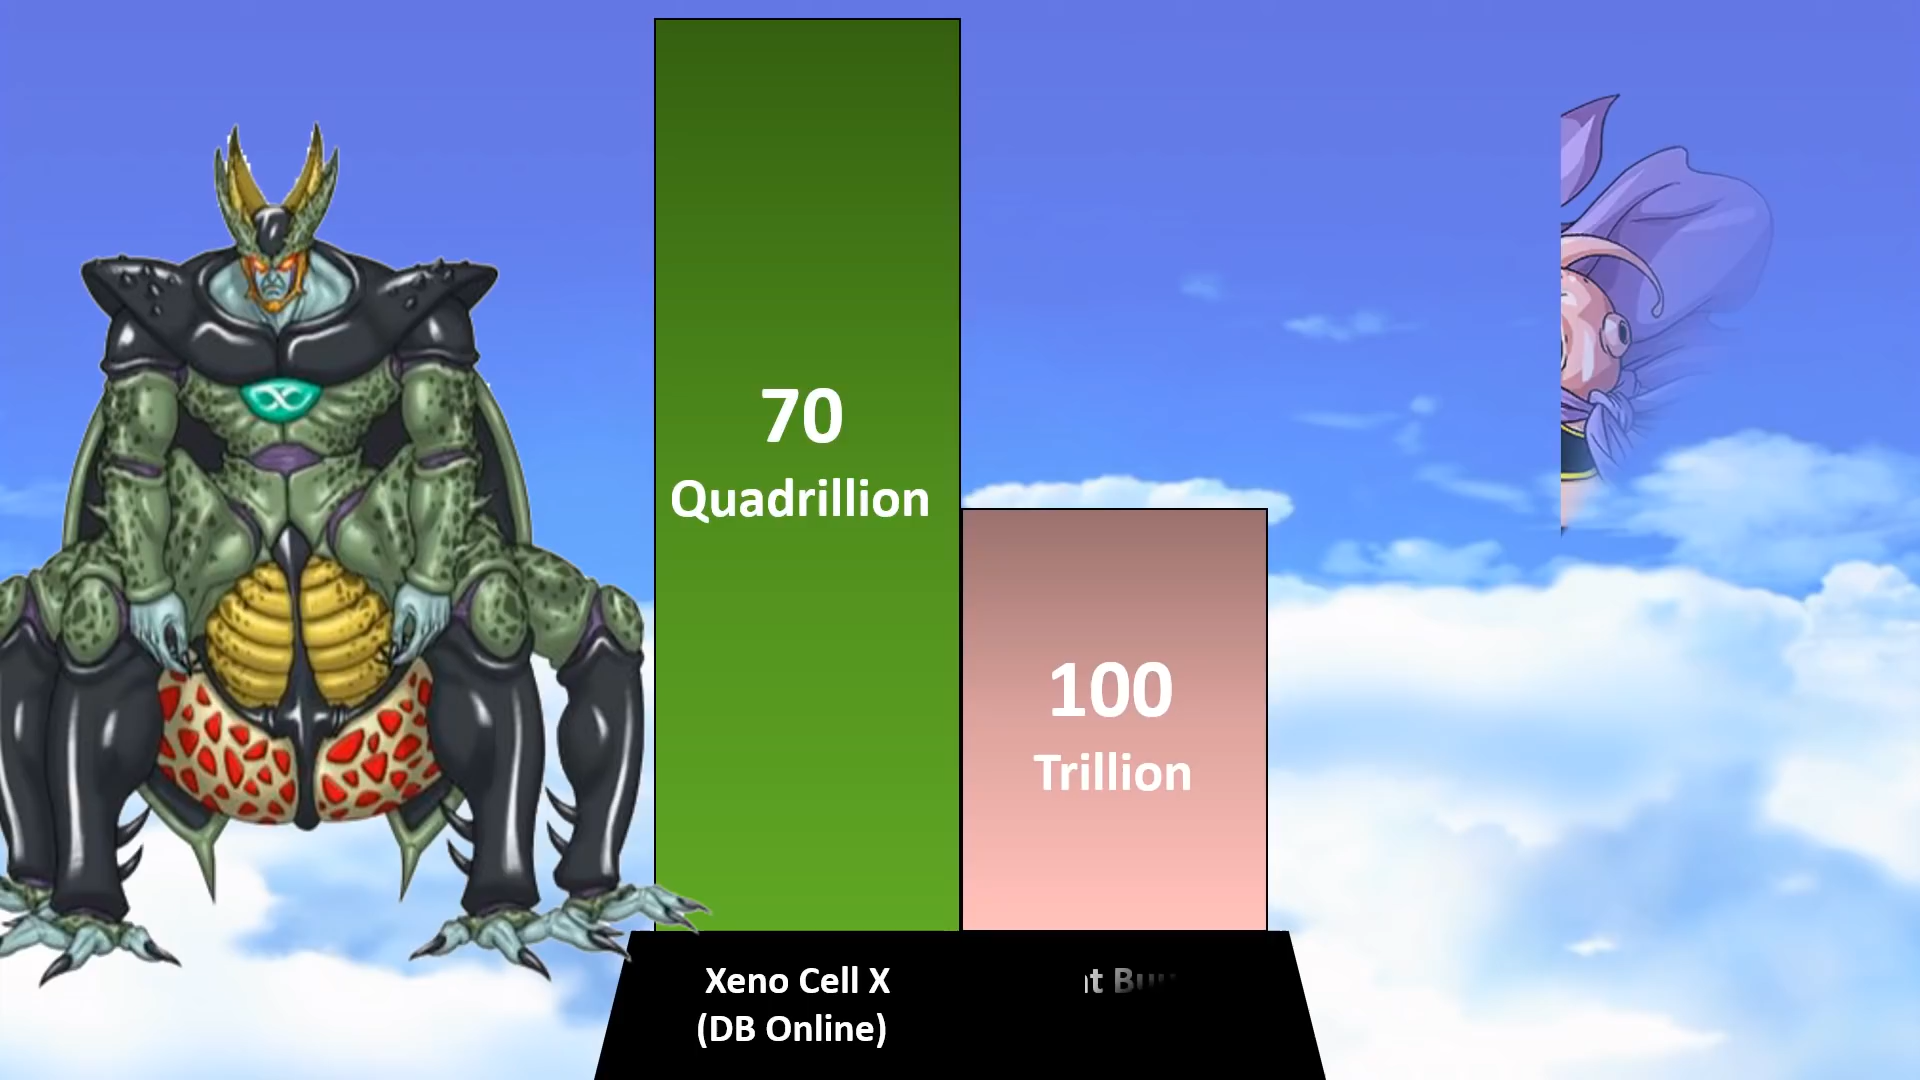 70
Quadrillion
100
Trillion
Xeno Cell X
(DB Online)